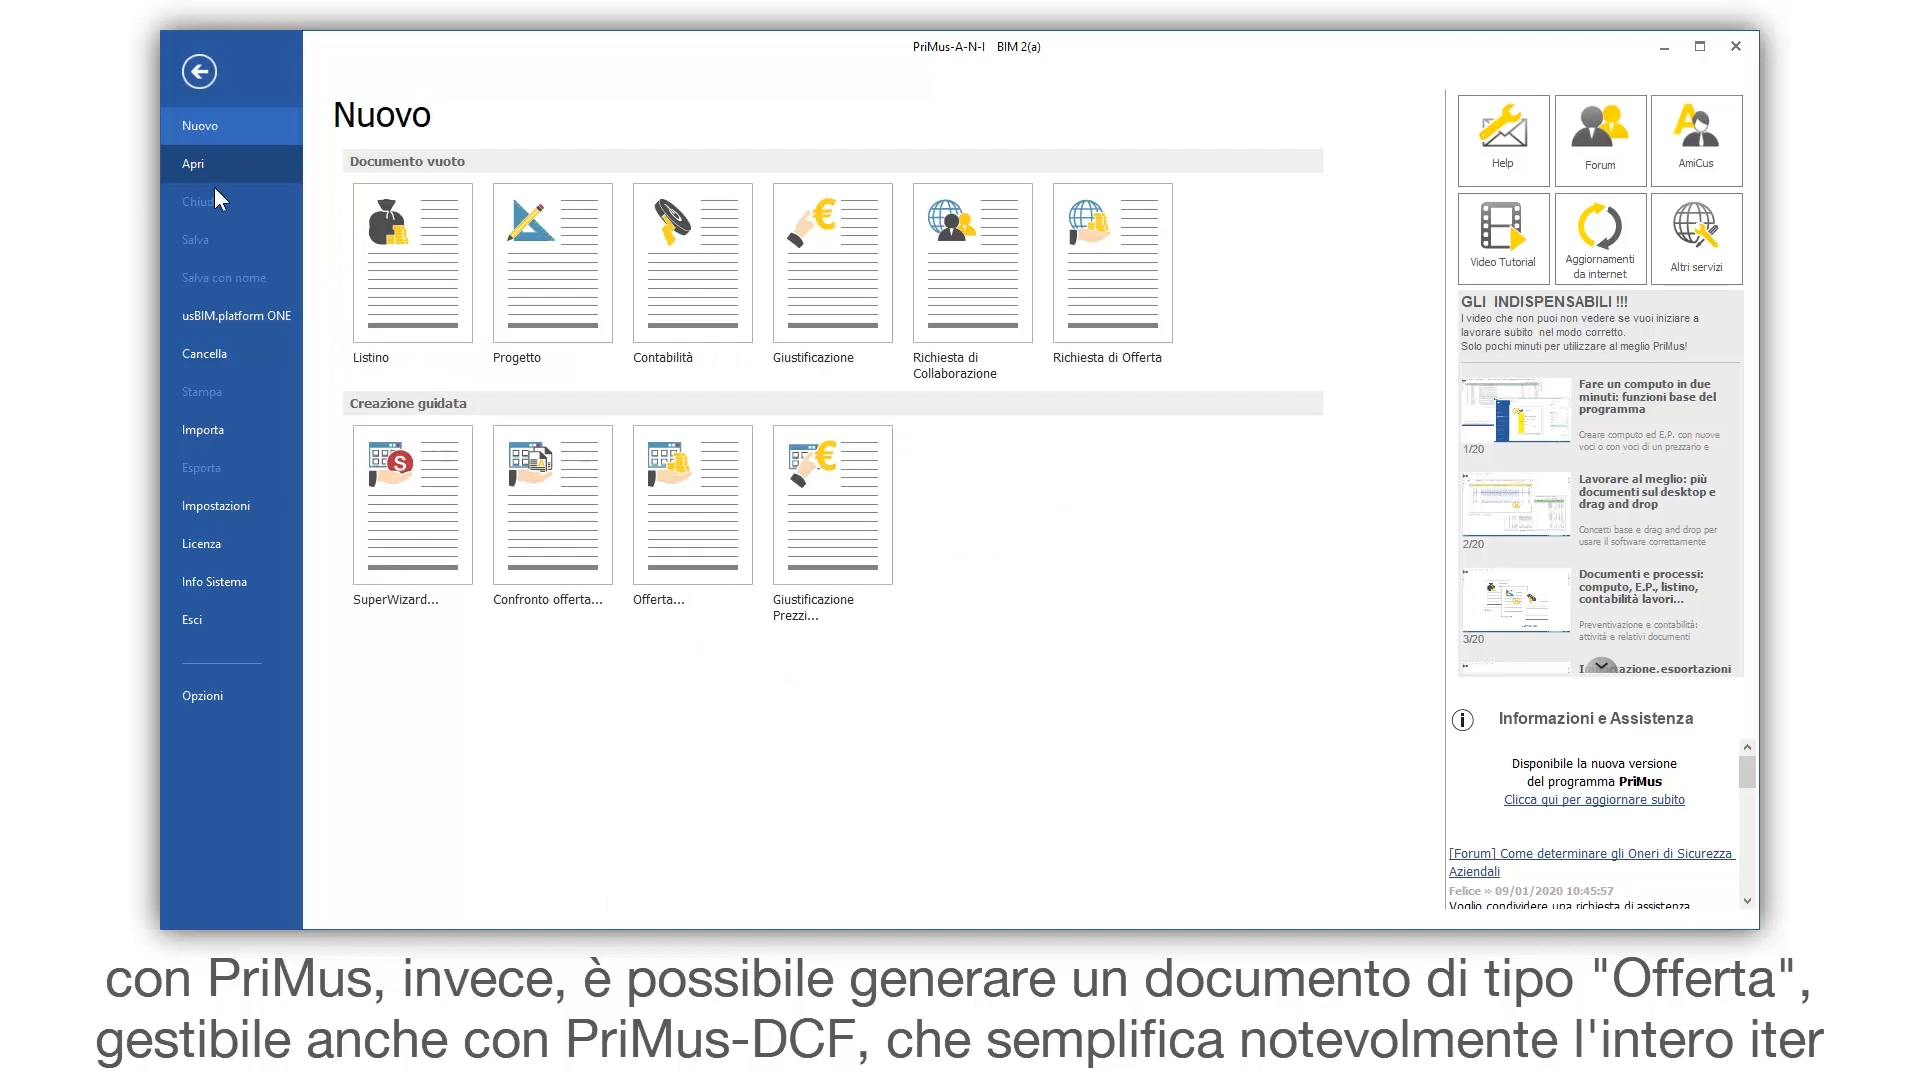 PriMus-A-N-I BIM 2(a)
Nuovo
Apri
Salva
Salva con nome
usBIM.platform ONE
Cancella
Stampa
Importa
Esporta
Impostazioni
Licenza
Info Sistema
Esci
Opzioni
Nuovo
Documento vuoto
Listino
Progetto
Contabilità
Giustificazione
Richiesta di
Collaborazione
Richiesta di Offerta
Creazione guidata
SuperWizard...
Confronto offerta...
Offerta...
Giustificazione
Prezzi...
Help
Forum
AmiCus
Video Tutorial
Aggiornamenti
da internet
Altri servizi
GLI INDISPENSABILI !!!
I video che non puoi non vedere se vuoi iniziare a
lavorare subito nel modo corretto.
Solo pochi minuti per utilizzare al meglio PriMus!
Fare un computo in due
minuti: funzioni base del
programma
Creare computo ed E.P. con nuove
voci o con voci di un prezzario e
1/20
Lavorare al meglio: più
documenti sul desktop e
drag and drop
Concetti base e drag and drop per
usare il software correttamente
2/20
Documenti e processi:
computo, E.P., listino,
contabilità lavori...
Preventivazione e contabilità:
attività e relativi documenti
3/20
esportazioni
Informazioni e Assistenza
Disponibile la nuova versione
del programma PriMus
Clicca qui per aggiornare subito
[Forum] Come determinare gli Oneri di Sicurezza
Aziendali
Felice » 09/01/2020 10:45:57
Voglio condividere una richiesta di assistenza
con PriMus, invece, è possibile generare un documento di tipo "Offerta",
gestibile anche con PriMus-DCF, che semplifica notevolmente l'intero iter